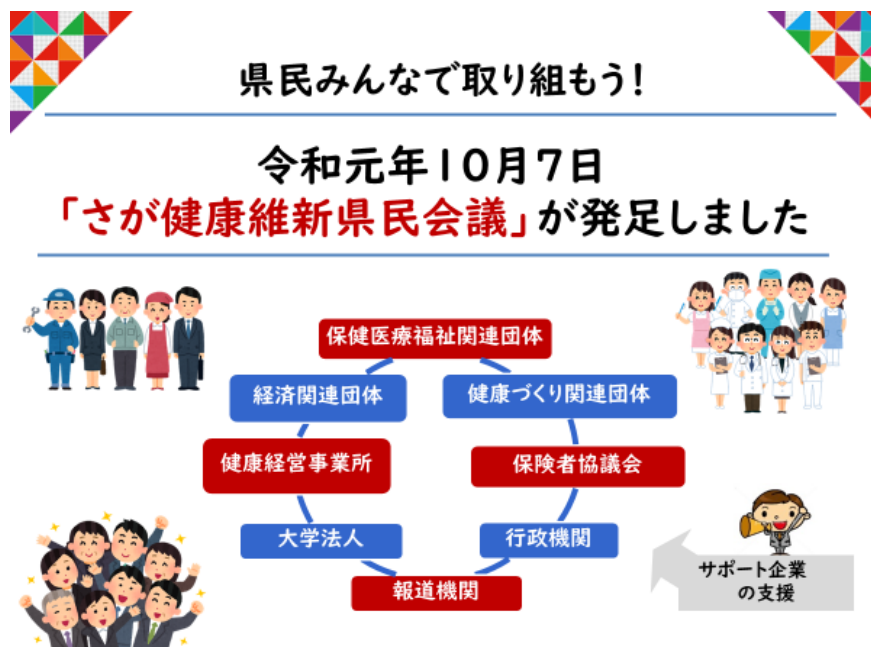 県民みんなで取り組もう!
令和元年10月7日
「さが健康維新県民会議」が発足しました
保健医療福祉関連団体
経済関連団体
健康づくり関連団体
健康経営事業所
保険者協議会
大学法人
行政機関
報道機関
サポート企業
の支援